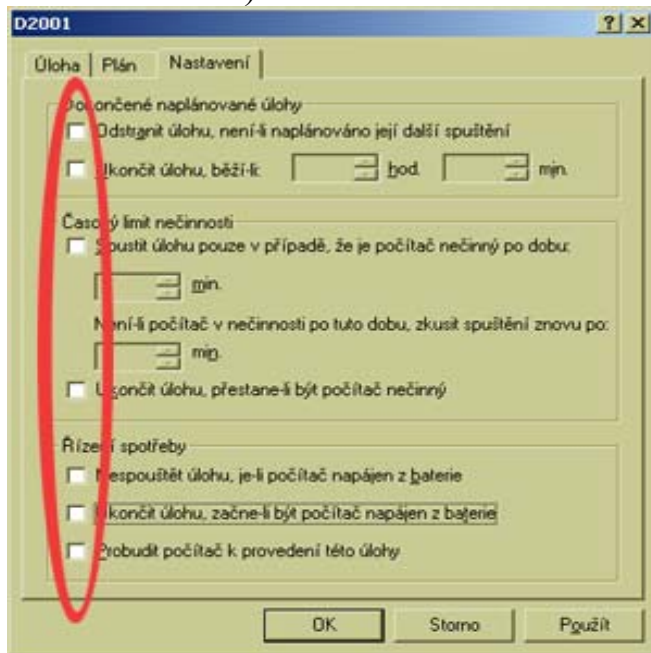 D2001
Úloha Plán Nastavení
Dokončené naplánované úlohy
Odstranit úlohu, není-li naplánováno její další spuštění
Ukončit úlohu, běží-li: hod. min.
Časový limit nečinnosti
Spustit úlohu pouze v případě, že je počítač nečinný po dobu:
min.
Není-li počítač v nečinnosti po tuto dobu, zkusit spuštění znovu po:
min.
Ukončit úlohu, přestane-li být počítač nečinný
Řízení spotřeby
Nespouštět úlohu, je-li počítač napájen z baterie
Ukončit úlohu, začne-li být počítač napájen z baterie
Probudit počítač k provedení této úlohy
OK Storno Použít